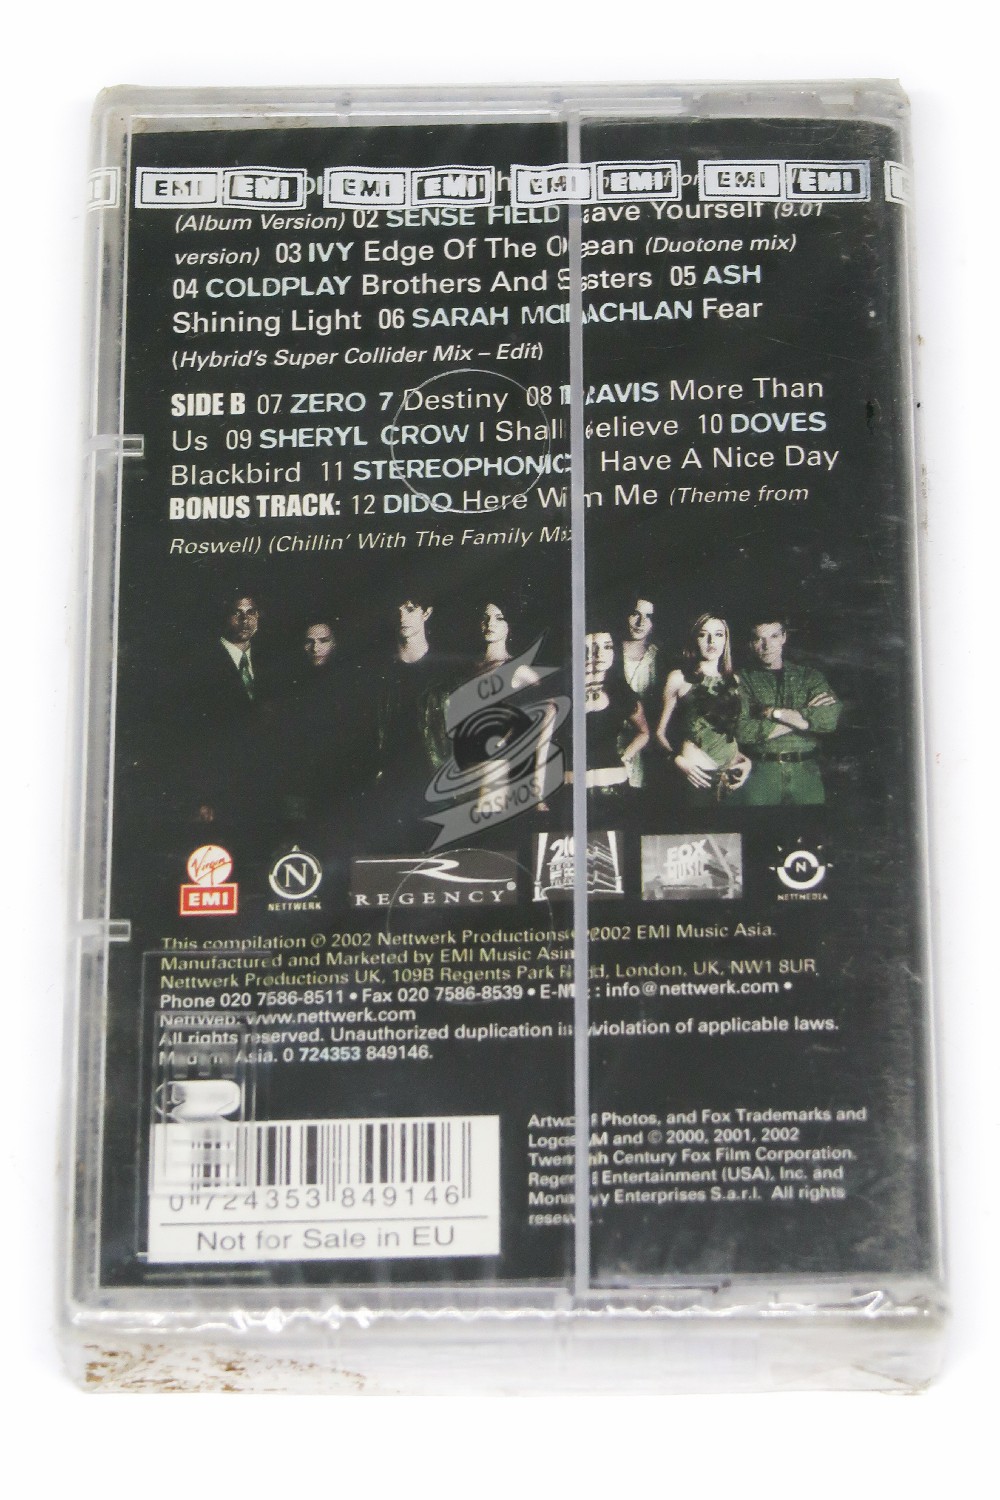 EMI EMI EMI EMI EMI EMI EMI EMI
(Album Version) 02 SENSE FIELD Save Yourself (9.01
version) 03 IVY Edge Of The Ocean (Duotone mix)
04 COLDPLAY Brothers And Sisters 05 ASH
Shining Light 06 SARAH MCLACHLAN Fear
(Hybrid's Super Collider Mix – Edit)
SIDE B 07 ZERO 7 Destiny 08 TRAVIS More Than
Us 09 SHERYL CROW I Shall Believe 10 DOVES
Blackbird 11 STEREOPHONICS Have A Nice Day
BONUS TRACK: 12 DIDO Here With Me (Theme from
Roswell) (Chillin' With The Family Mix
CD
COSMOS
Virgin
EMI
N
NETTWERK
R
REGENCY®
20
FOX
MUSIC
N
NETTMEDIA
This compilation ℗ 2002 Nettwerk Productions 2002 EMI Music Asia.
Manufactured and Marketed by EMI Music Asia
Nettwerk Productions UK, 109B Regents Park Road, London, UK, NW1 8UR
Phone 020 7586-8511 • Fax 020 7586-8539 • E-Mail: info@nettwerk.com •
Nettweb: www.nettwerk.com
All rights reserved. Unauthorized duplication is violation of applicable laws.
Made in Asia. 0 724353 849146.
Artwork Photos, and Fox Trademarks and
Logos TM and © 2000, 2001, 2002
Twentieth Century Fox Film Corporation.
Regency Entertainment (USA), Inc. and
Monarchy Enterprises S.a.r.l. All rights
reserved.
0 724353 849146
Not for Sale in EU